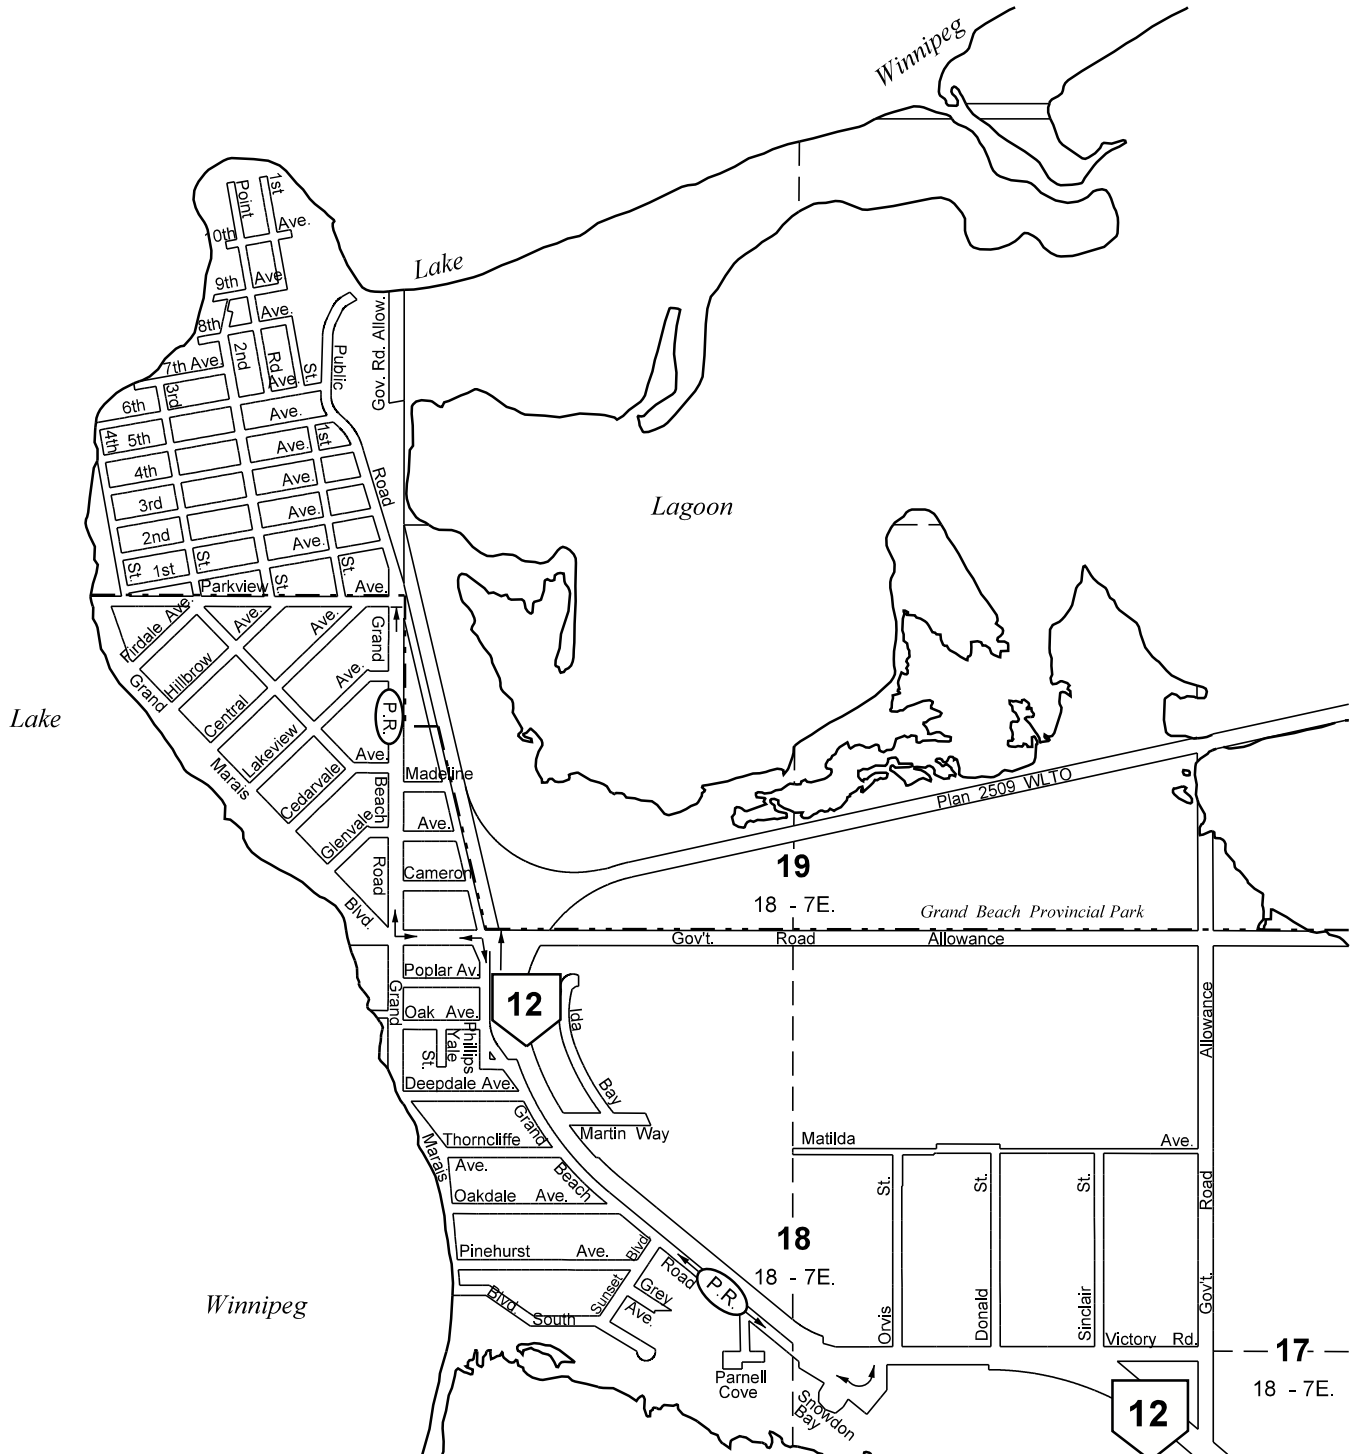 Winnipeg
Lake
Point
1st
0th
Ave.
9th
Ave
8th
Ave.
7th Ave.
2nd
Rd
Ave.
St.
Public
Gov. Rd. Allow.
6th
3rd
Ave.
4th
5th
Ave.
1st
4th
Ave.
Road
3rd
Ave.
2nd
Ave.
St.
1st
St.
Parkview
St.
St.
Ave.
Lagoon
Firdale Ave.
Ave.
Ave.
Grand
Hillbrow
Grand
Ave.
Central
P.R.
Lake
Lakeview
Ave.
Marais
Cedarvale
Beach
Madeline
Glenvale
Ave.
Road
Cameron
Blvd.
Plan 2509 WLTO
19
18 - 7E.
Grand Beach Provincial Park
Gov't. Road Allowance
Poplar Av.
Grand
Oak Ave.
12
Ida
Phillips
Yale
St.
Allowance
Deepdale Ave.
Bay
Grand
Thorncliffe
Martin Way
Matilda Ave.
Marais
Ave.
Beach
Oakdale Ave.
St.
St.
St.
Road
Pinehurst Ave.
Blvd
18
18 - 7E.
Road
P.R.
Grey
Sunset
Ave.
Blvd.
South
Winnipeg
Orvis
Donald
Sinclair
Gov't.
Victory Rd.
17
18 - 7E.
Parnell
Cove
Snowdon
Bay
12